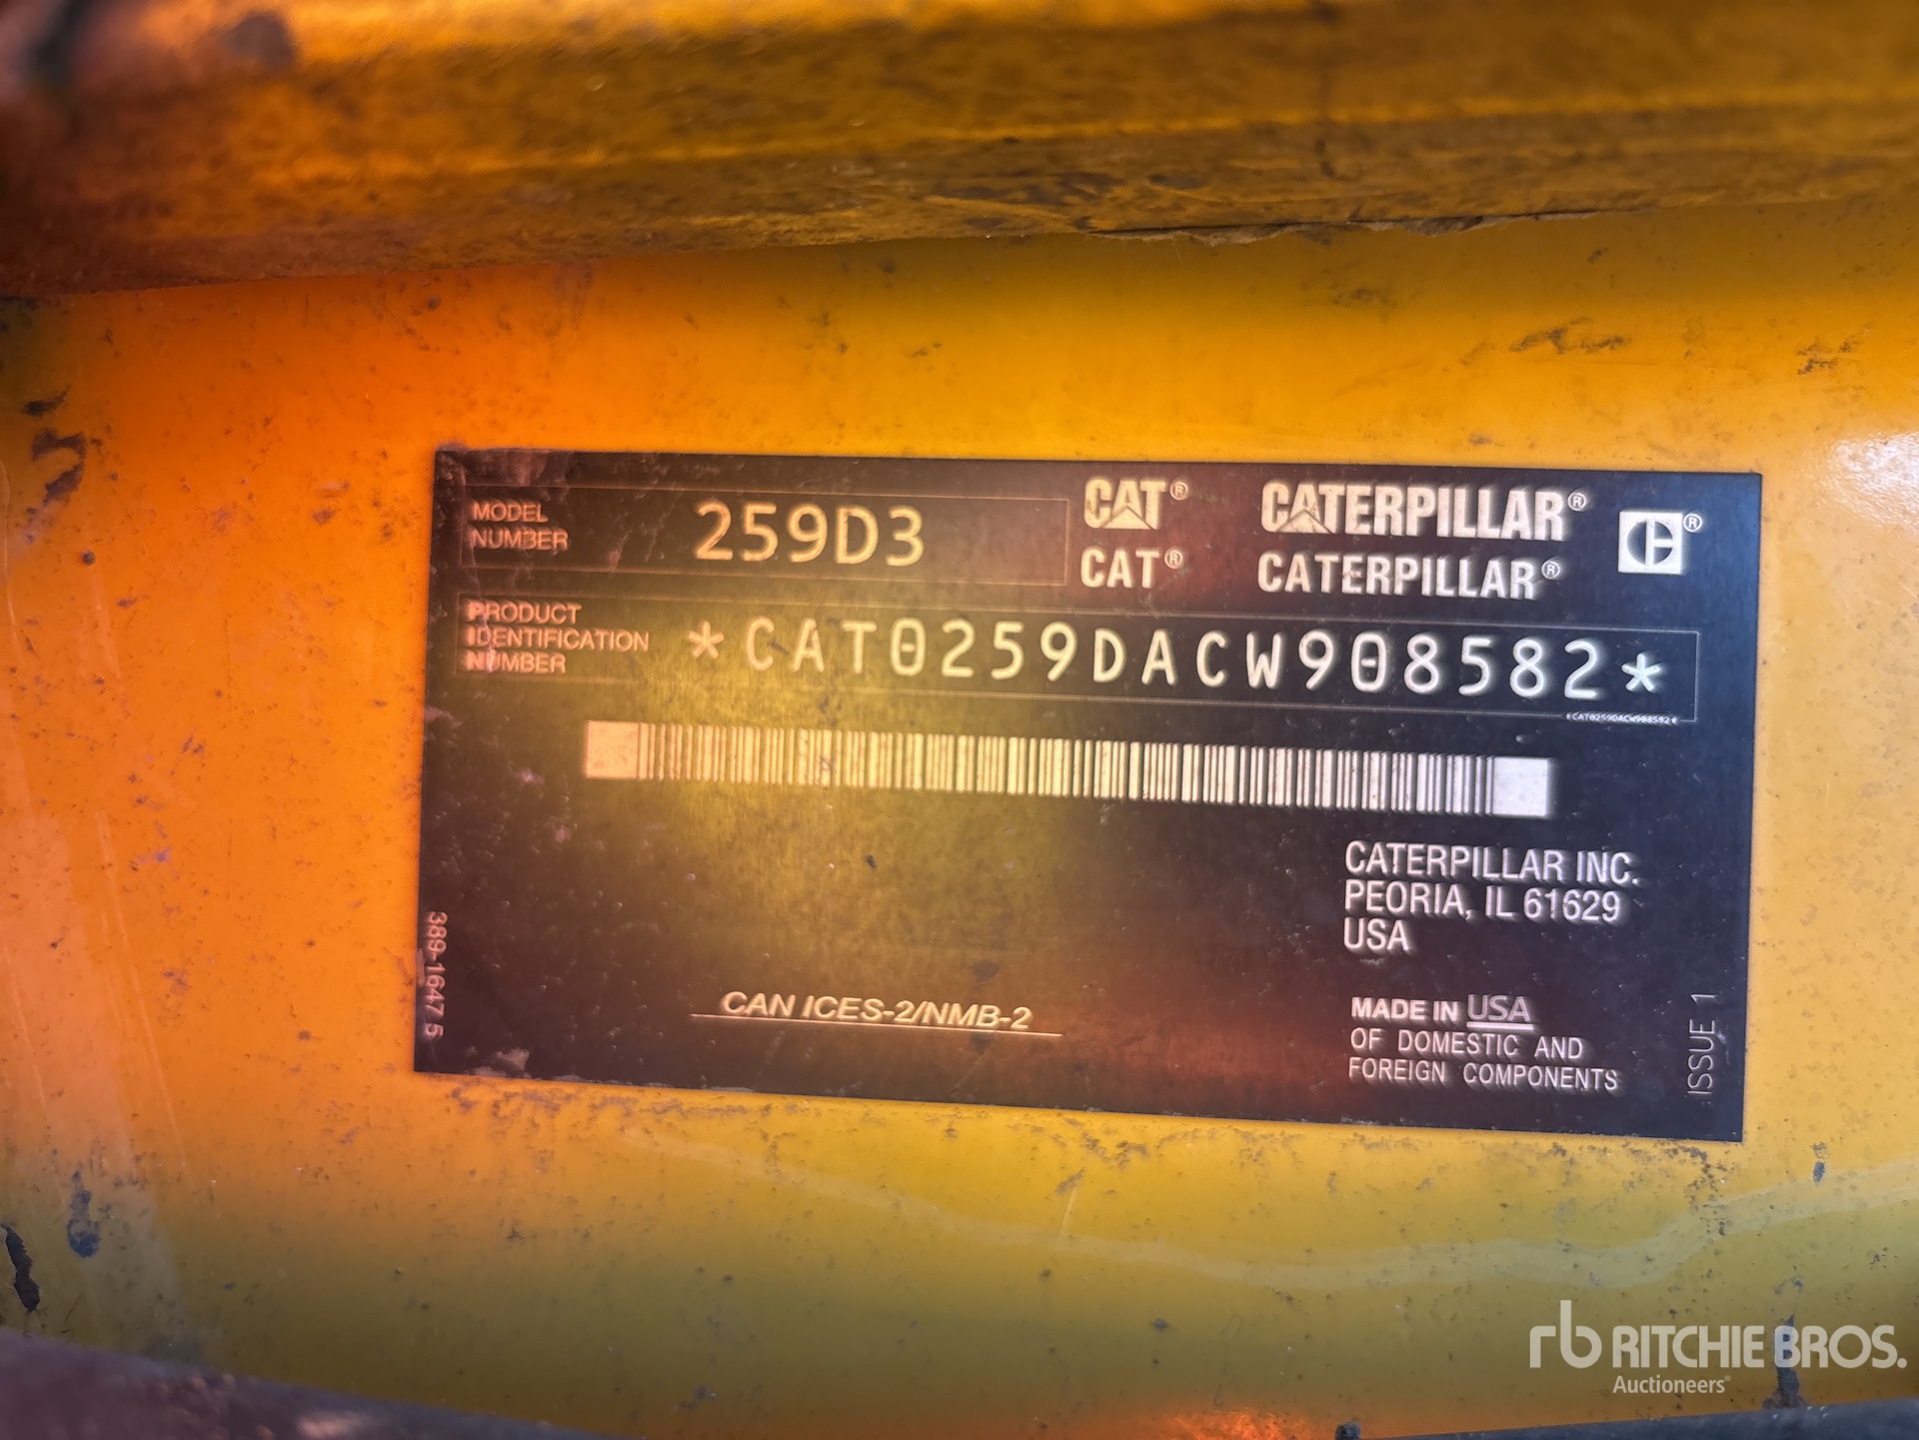 MODEL
NUMBER
259D3
CAT® CATERPILLAR® C®
CAT® CATERPILLAR®
PRODUCT
IDENTIFICATION
NUMBER
*CAT0259DACW908582*
*CAT0259DACW908582*
CATERPILLAR INC.
PEORIA, IL 61629
USA
389-1647 5
CAN ICES-2/NMB-2
MADE IN USA
OF DOMESTIC AND
FOREIGN COMPONENTS
ISSUE 1
rb RITCHIE BROS.
Auctioneers®